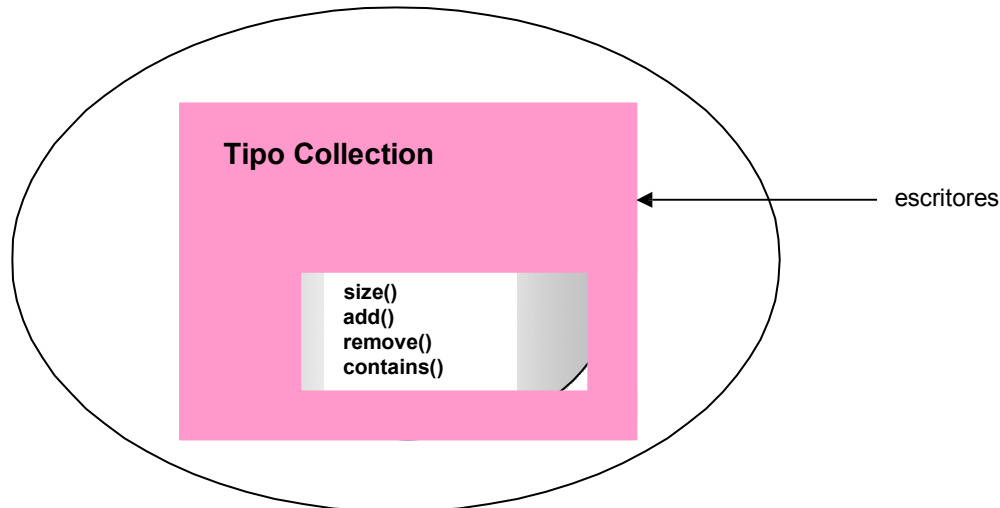 Tipo Collection
escritores
size()
add()
remove()
contains()